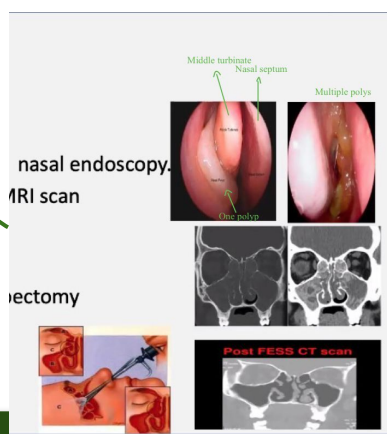 Middle turbinate
Nasal septum
Multiple polys
nasal endoscopy.
MRI scan
One polyp
pectomy
Post FESS CT scan